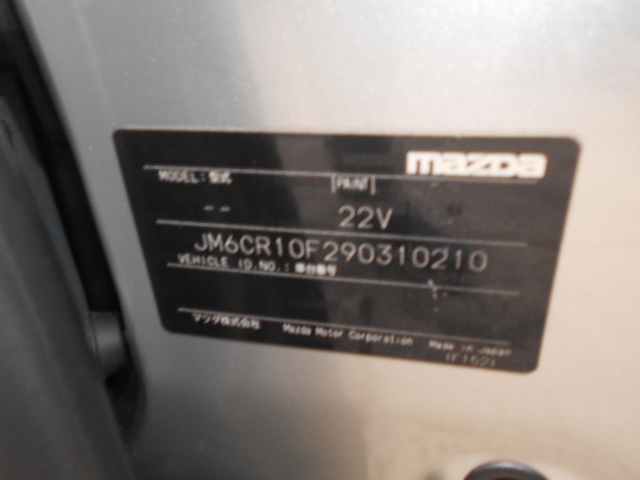 mazda
MODEL: 型式 [PAINT]
-- 22V
JM6CR10F290310210
VEHICLE ID.NO.: 車台番号
マツダ株式会社 Mazda Motor Corporation Made in Japan